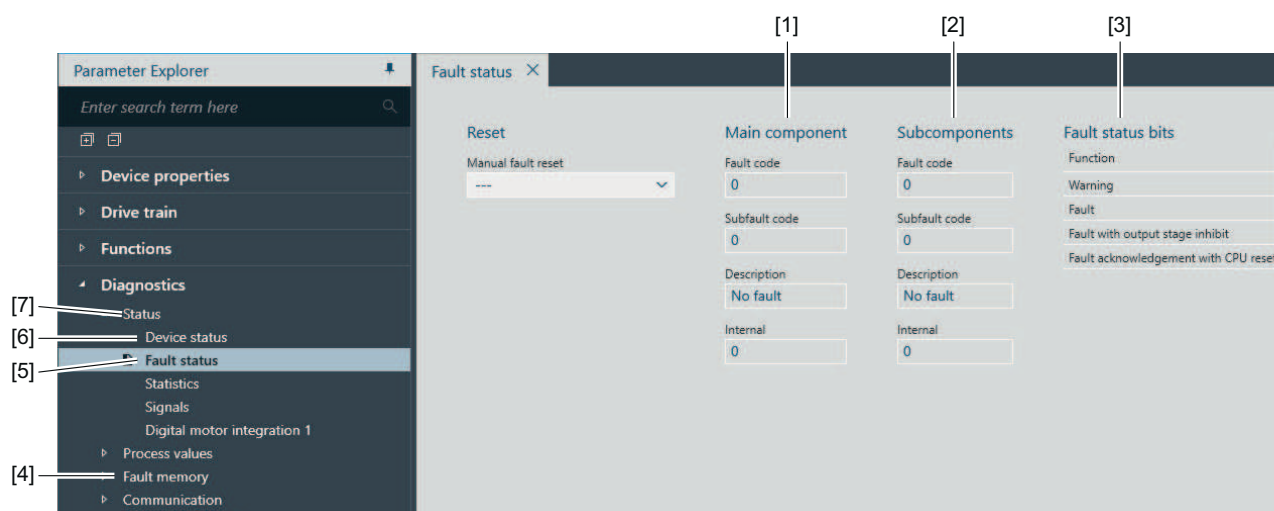 [1] [2] [3]
Parameter Explorer
Enter search term here
Device properties
Drive train
Functions
Diagnostics
[7] Status
[6] Device status
[5] Fault status
Statistics
Signals
Digital motor integration 1
Process values
[4] Fault memory
Communication
Fault status
Reset
Manual fault reset
---
Main component
Fault code
0
Subfault code
0
Description
No fault
Internal
0
Subcomponents
Fault code
0
Subfault code
0
Description
No fault
Internal
0
Fault status bits
Function
Warning
Fault
Fault with output stage inhibit
Fault acknowledgement with CPU reset